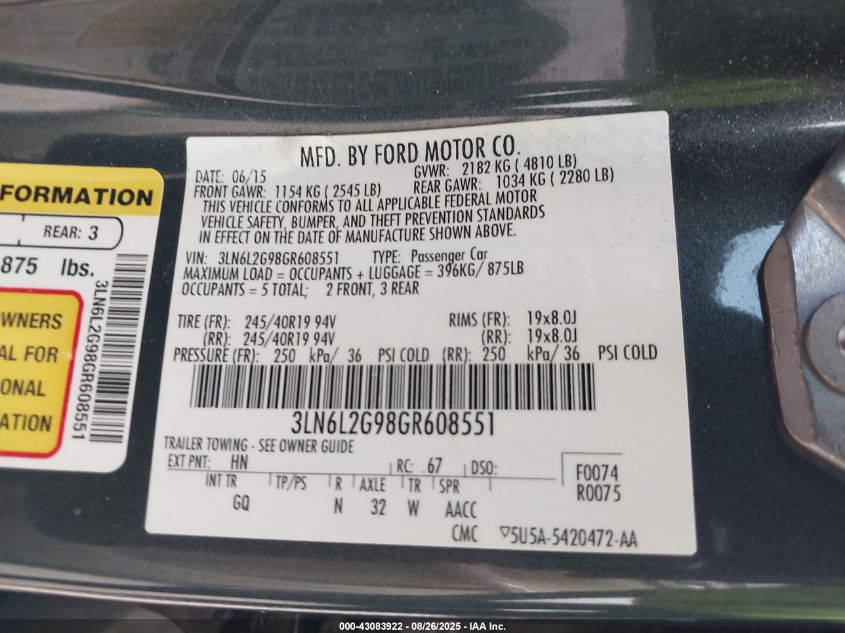 MFD. BY FORD MOTOR CO.
DATE: 06/15
GVWR: 2182 KG ( 4810 LB)
FRONT GAWR: 1154 KG ( 2545 LB)
REAR GAWR: 1034 KG ( 2280 LB)
THIS VEHICLE CONFORMS TO ALL APPLICABLE FEDERAL MOTOR
VEHICLE SAFETY, BUMPER, AND THEFT PREVENTION STANDARDS
IN EFFECT ON THE DATE OF MANUFACTURE SHOWN ABOVE.
VIN: 3LN6L2G98GR608551 TYPE: Passenger Car
MAXIMUM LOAD = OCCUPANTS + LUGGAGE = 396KG/ 875LB
OCCUPANTS = 5 TOTAL; 2 FRONT, 3 REAR
TIRE (FR): 245/40R19 94V RIMS (FR): 19x8.0J
(RR): 245/40R19 94V (RR): 19x8.0J
PRESSURE (FR): 250 kPa/ 36 PSI COLD (RR): 250 kPa/ 36 PSI COLD
3LN6L2G98GR608551
TRAILER TOWING - SEE OWNER GUIDE
EXT PNT: HN RC: 67 DSO:
F0074
R0075
INT TR TP/PS R AXLE TR SPR
GQ N 32 W AACC
CMC ▽5U5A-5420472-AA
FORMATION
REAR: 3
875 lbs.
WNERS
AL FOR
ONAL
ATION
3LN6L2G98GR608551
000-43083922 - 08/26/2025 - IAA Inc.